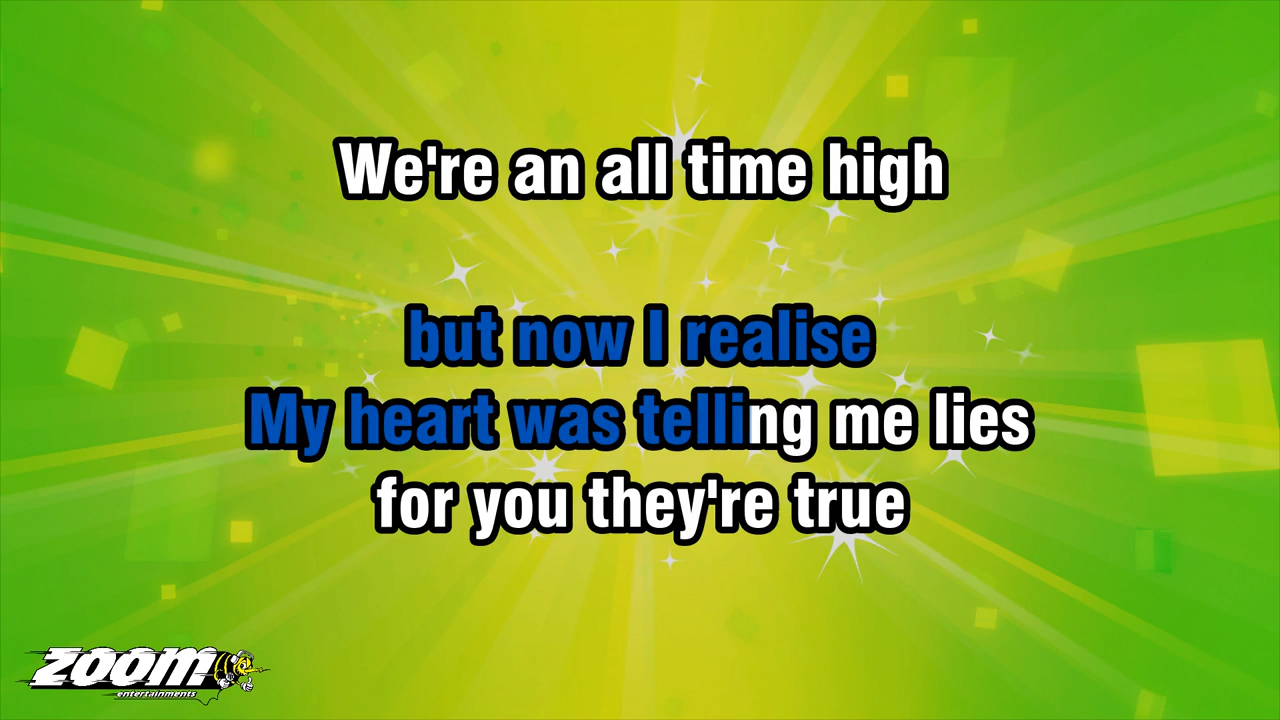 We're an all time high
but now I realise
My heart was telling me lies
for you they're true
ZOOM
entertainments